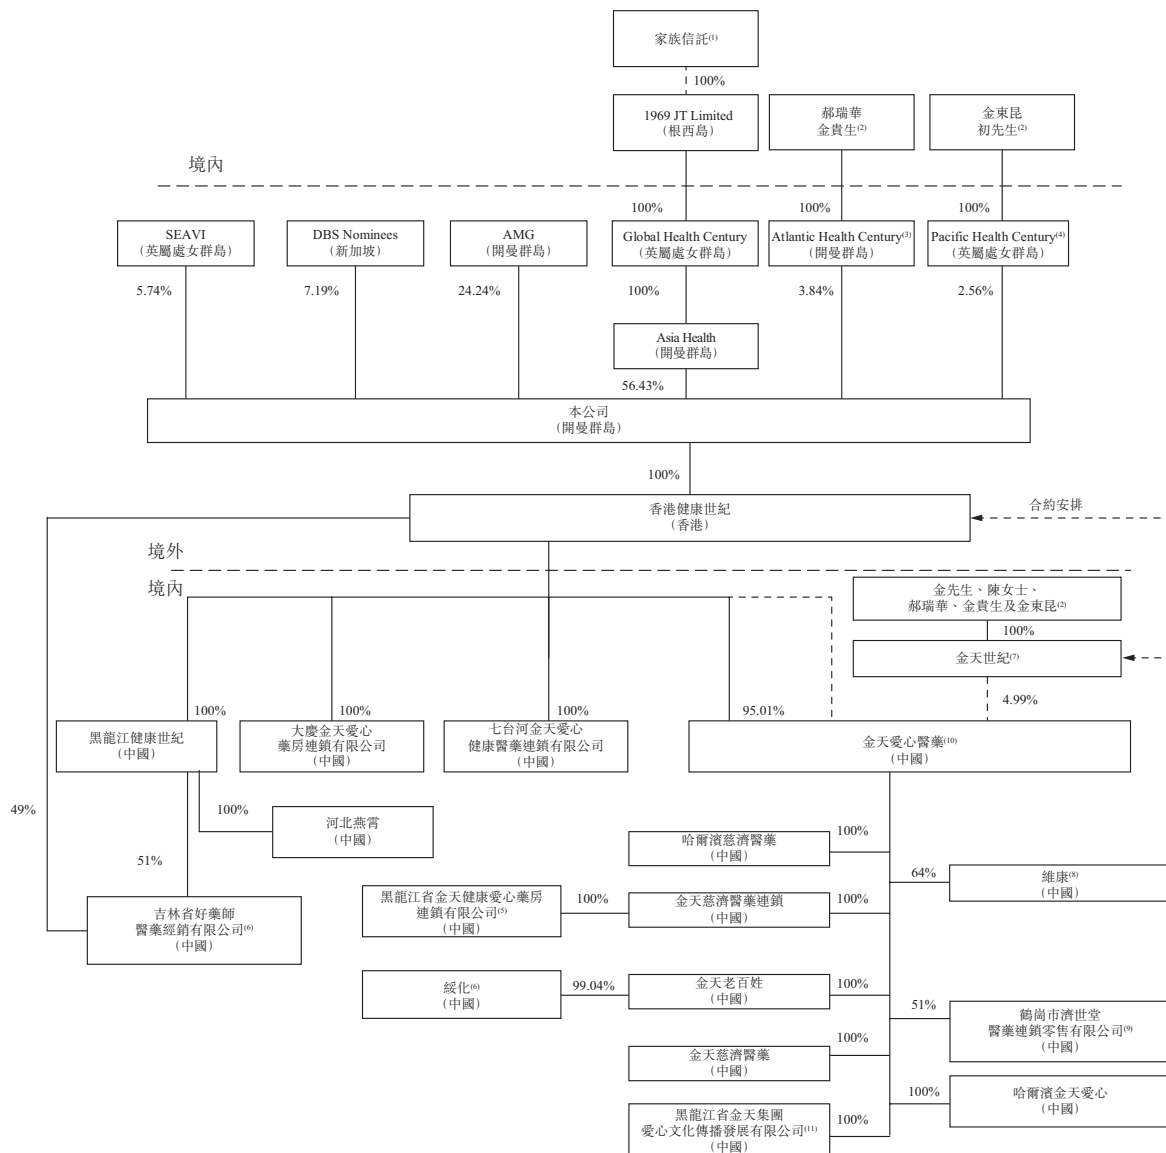 家族信託(1)
100%
1969 JT Limited
(根西島)
郝瑞華
金貴生(2)
金東昆
初先生(2)
境內
100%
100%
100%
SEAVI
(英屬處女群島)
DBS Nominees
(新加坡)
AMG
(開曼群島)
Global Health Century
(英屬處女群島)
Atlantic Health Century(3)
(開曼群島)
Pacific Health Century(4)
(英屬處女群島)
5.74%
7.19%
24.24%
100%
3.84%
2.56%
Asia Health
(開曼群島)
56.43%
本公司
(開曼群島)
100%
香港健康世紀
(香港)
合約安排
境外
境內
金先生、陳女士、
郝瑞華、金貴生及金東昆(2)
100%
金天世紀(7)
4.99%
100%
100%
100%
95.01%
黑龍江健康世紀
(中國)
大慶金天愛心
藥房連鎖有限公司
(中國)
七台河金天愛心
健康醫藥連鎖有限公司
(中國)
金天愛心醫藥(10)
(中國)
49%
100%
河北燕霄
(中國)
51%
吉林省好藥師
醫藥經銷有限公司(6)
(中國)
哈爾濱慈濟醫藥
(中國)
100%
64%
維康(8)
(中國)
黑龍江省金天健康愛心藥房
連鎖有限公司(5)
(中國)
100%
金天慈濟醫藥連鎖
(中國)
100%
綏化(6)
(中國)
99.04%
金天老百姓
(中國)
100%
51%
鶴崗市濟世堂
醫藥連鎖零售有限公司(9)
(中國)
金天慈濟醫藥
(中國)
100%
100%
哈爾濱金天愛心
(中國)
黑龍江省金天集團
愛心文化傳播發展有限公司(11)
(中國)
100%